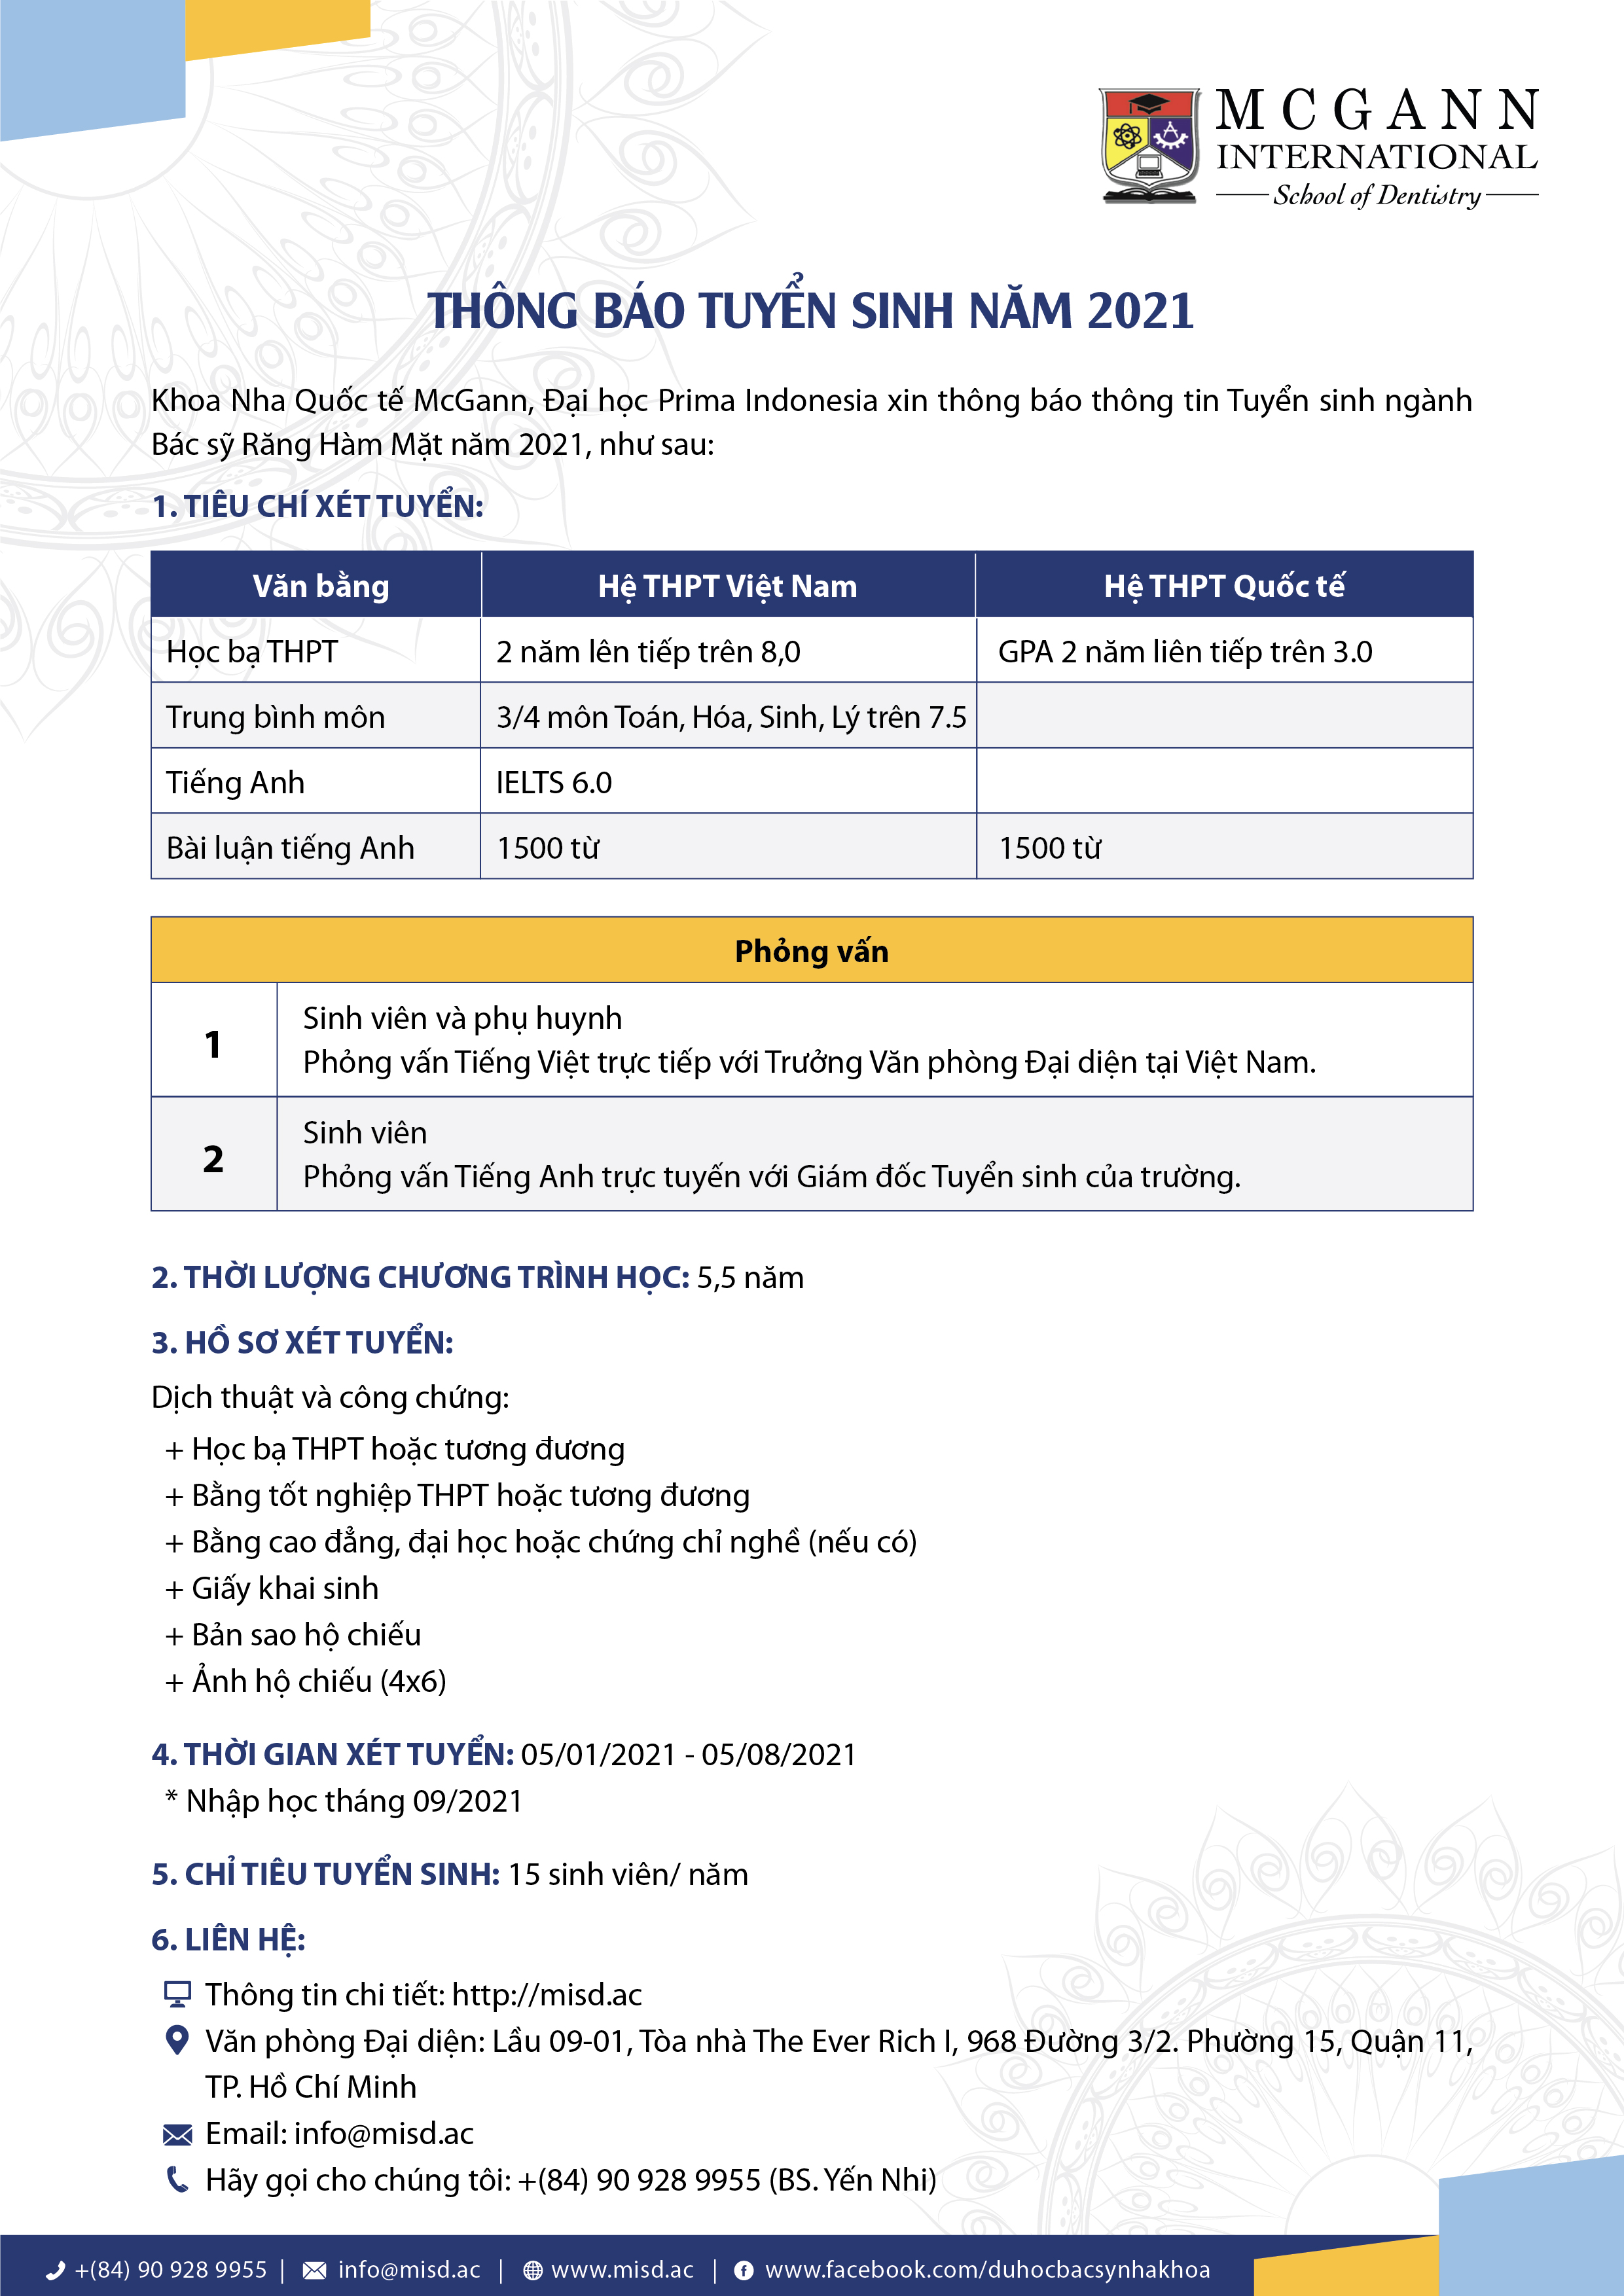 MCGANN
INTERNATIONAL
School of Dentistry
THÔNG BÁO TUYỂN SINH NĂM 2021
Khoa Nha Quốc tế McGann, Đại học Prima Indonesia xin thông báo thông tin Tuyển sinh ngành
Bác sỹ Răng Hàm Mặt năm 2021, như sau:
1. TIÊU CHÍ XÉT TUYỂN:
Văn bằng Hệ THPT Việt Nam Hệ THPT Quốc tế
Học bạ THPT 2 năm lên tiếp trên 8,0 GPA 2 năm liên tiếp trên 3.0
Trung bình môn 3/4 môn Toán, Hóa, Sinh, Lý trên 7.5
Tiếng Anh IELTS 6.0
Bài luận tiếng Anh 1500 từ 1500 từ
Phỏng vấn
1
Sinh viên và phụ huynh
Phỏng vấn Tiếng Việt trực tiếp với Trưởng Văn phòng Đại diện tại Việt Nam.
2
Sinh viên
Phỏng vấn Tiếng Anh trực tuyến với Giám đốc Tuyển sinh của trường.
2. THỜI LƯỢNG CHƯƠNG TRÌNH HỌC: 5,5 năm
3. HỒ SƠ XÉT TUYỂN:
Dịch thuật và công chứng:
+ Học bạ THPT hoặc tương đương
+ Bằng tốt nghiệp THPT hoặc tương đương
+ Bằng cao đẳng, đại học hoặc chứng chỉ nghề (nếu có)
+ Giấy khai sinh
+ Bản sao hộ chiếu
+ Ảnh hộ chiếu (4x6)
4. THỜI GIAN XÉT TUYỂN: 05/01/2021 - 05/08/2021
* Nhập học tháng 09/2021
5. CHỈ TIÊU TUYỂN SINH: 15 sinh viên/ năm
6. LIÊN HỆ:
Thông tin chi tiết: http://misd.ac
Văn phòng Đại diện: Lầu 09-01, Tòa nhà The Ever Rich I, 968 Đường 3/2. Phường 15, Quận 11,
TP. Hồ Chí Minh
Email: info@misd.ac
Hãy gọi cho chúng tôi: +(84) 90 928 9955 (BS. Yến Nhi)
+(84) 90 928 9955 | info@misd.ac | www.misd.ac | www.facebook.com/duhocbacsynhakhoa